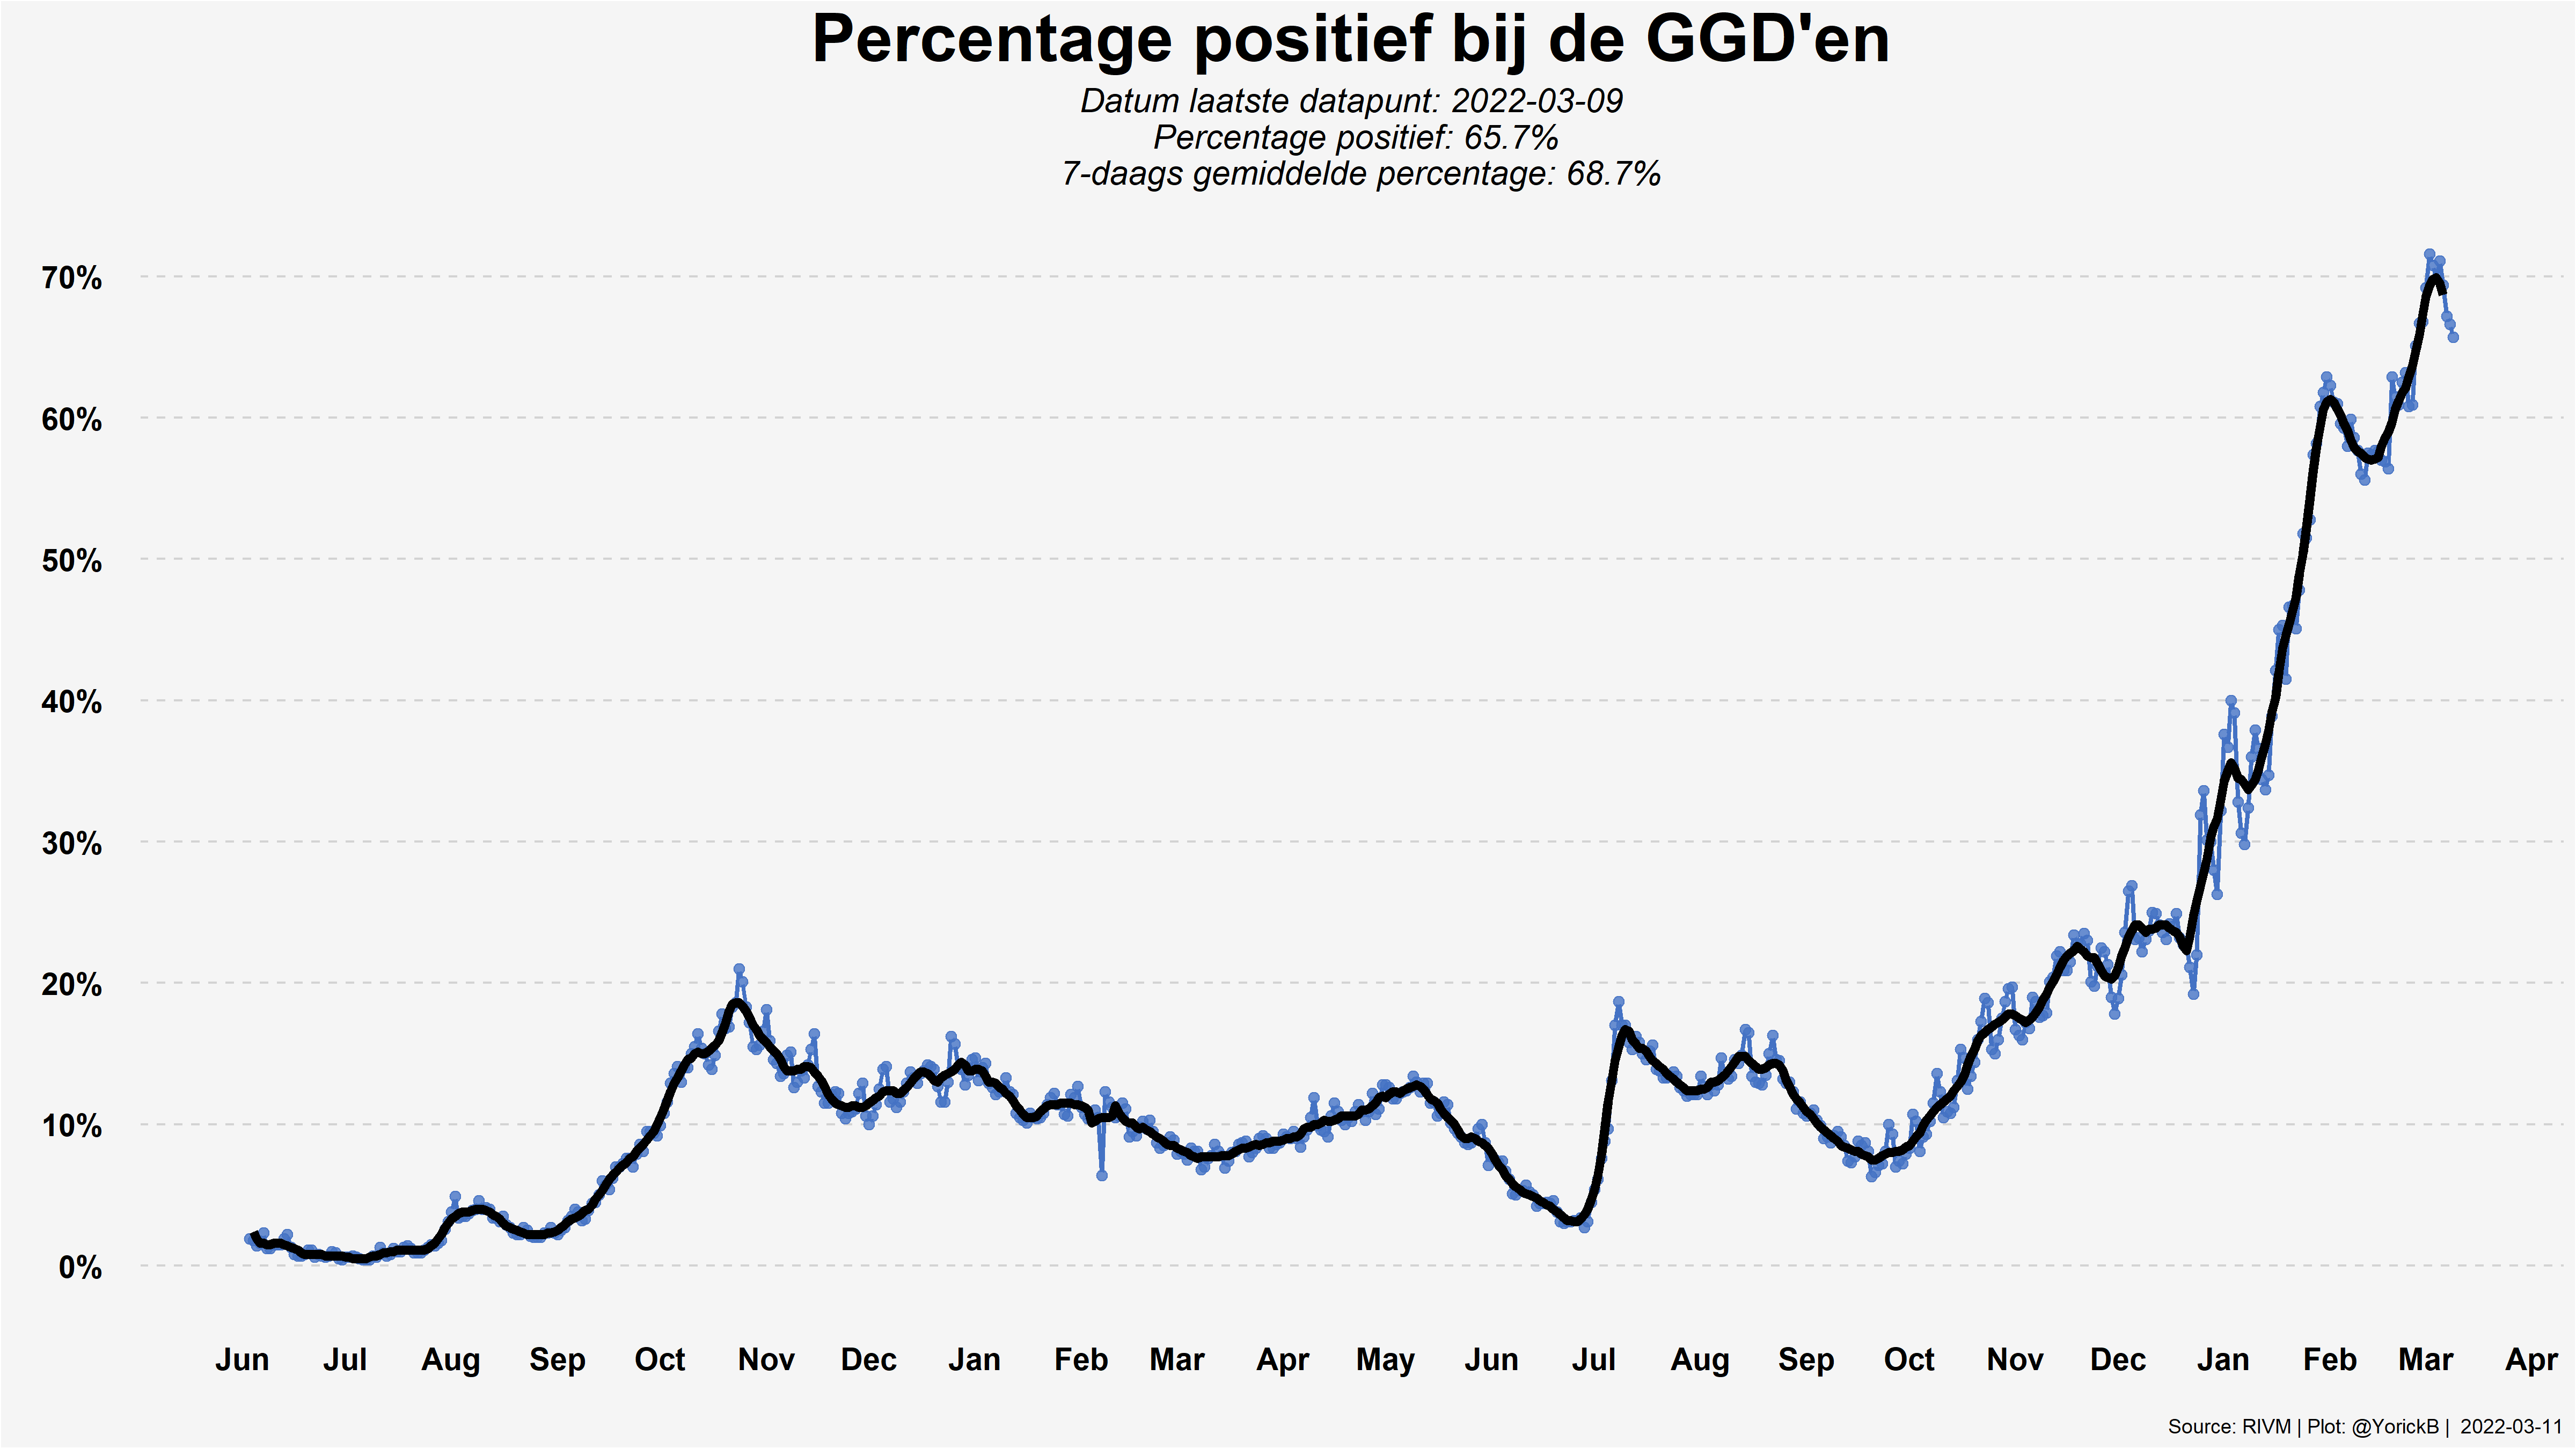 Percentage positief bij de GGD'en
Datum laatste datapunt: 2022-03-09
Percentage positief: 65.7%
7-daags gemiddelde percentage: 68.7%
70%
60%
50%
40%
30%
20%
10%
0%
Jun Jul Aug Sep Oct Nov Dec Jan Feb Mar Apr May Jun Jul Aug Sep Oct Nov Dec Jan Feb Mar Apr
Source: RIVM | Plot: @YorickB | 2022-03-11